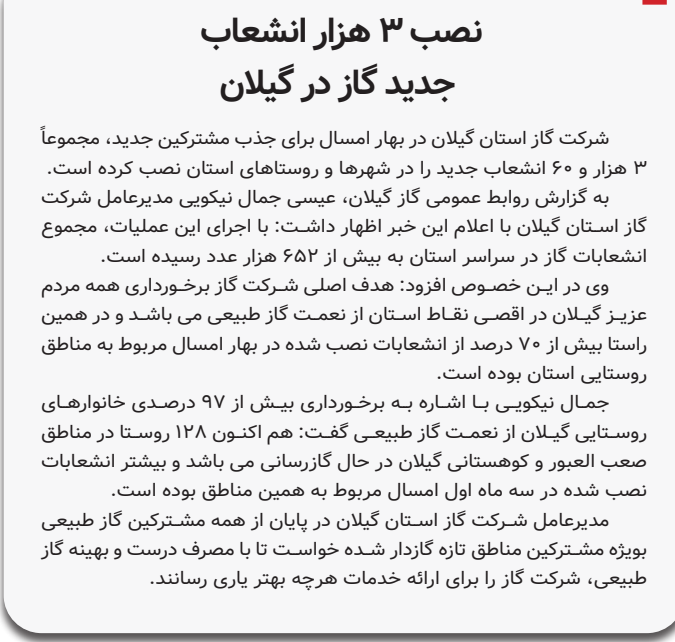 نصب ۳ هزار انشعاب
جدید گاز در گیلان
شرکت گاز استان گیلان در بهار امسال برای جذب مشترکین جدید، مجموعاً
۳ هزار و ۶۰ انشعاب جدید را در شهرها و روستاهای استان نصب کرده است.
به گزارش روابط عمومی گاز گیلان، عیسی جمال نیکویی مدیرعامل شرکت
گاز استان گیلان با اعلام این خبر اظهار داشت: با اجرای این عملیات، مجموع
انشعابات گاز در سراسر استان به بیش از ۶۵۲ هزار عدد رسیده است.
وی در این خصوص افزود: هدف اصلی شرکت گاز برخورداری همه مردم
عزیز گیلان در اقصی نقاط استان از نعمت گاز طبیعی می باشد و در همین
راستا بیش از ۷۰ درصد از انشعابات نصب شده در بهار امسال مربوط به مناطق
روستایی استان بوده است.
جمال نیکویی با اشاره به برخورداری بیش از ۹۷ درصدی خانوارهای
روستایی گیلان از نعمت گاز طبیعی گفت: هم اکنون ۱۲۸ روستا در مناطق
صعب العبور و کوهستانی گیلان در حال گازرسانی می باشد و بیشتر انشعابات
نصب شده در سه ماه اول امسال مربوط به همین مناطق بوده است.
مدیرعامل شرکت گاز استان گیلان در پایان از همه مشترکین گاز طبیعی
بویژه مشترکین مناطق تازه گازدار شده خواست تا با مصرف درست و بهینه گاز
طبیعی، شرکت گاز را برای ارائه خدمات هرچه بهتر یاری رسانند.